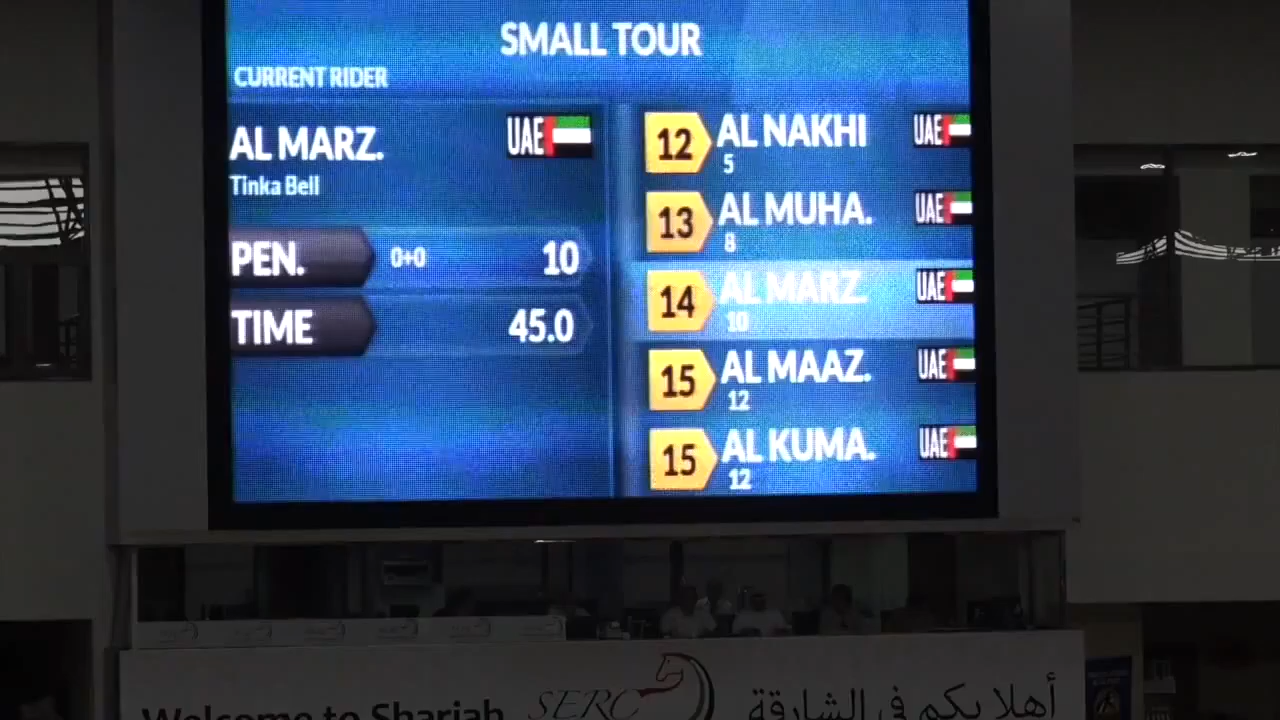 SMALL TOUR
CURRENT RIDER
AL MARZ. UAE
Tinka Bell
PEN. 0+0 10
TIME 45.0
12 AL NAKHI UAE
5
13 AL MUHA. UAE
8
14 AL MARZ. UAE
10
15 AL MAAZ. UAE
12
15 AL KUMA. UAE
12
Welcome to Sharjah
SERC
أهلا بكم في الشارقة